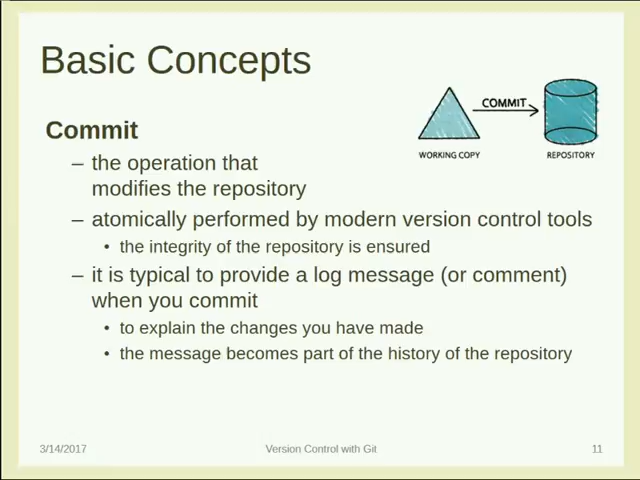 Basic Concepts
COMMIT
WORKING COPY
REPOSITORY
Commit
– the operation that
modifies the repository
– atomically performed by modern version control tools
• the integrity of the repository is ensured
– it is typical to provide a log message (or comment)
when you commit
• to explain the changes you have made
• the message becomes part of the history of the repository
3/14/2017
Version Control with Git
11